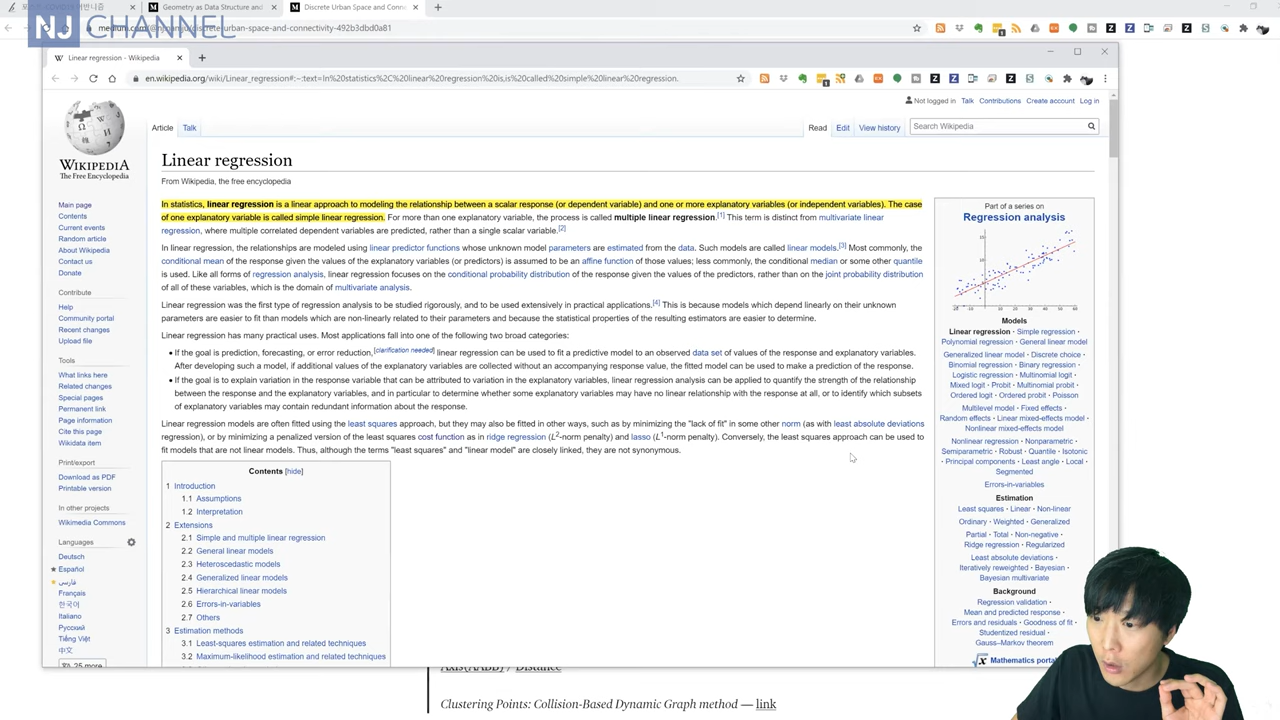 NJ CHANNEL
Geometry as Data Structure and
Discrete Urban Space and Conne
medium.com/@njnamju/discrete-urban-space-and-connectivity-492b3dbd0a81
Linear regression - Wikipedia
en.wikipedia.org/wiki/Linear_regression#:~:text=In%20statistics%2C%20linear%20regression%20is,is%20called%20simple%20linear%20regression.
Not logged in Talk Contributions Create account Log in
Article Talk
Read Edit View history Search Wikipedia
WIKIPEDIA
The Free Encyclopedia
Main page
Contents
Current events
Random article
About Wikipedia
Contact us
Donate
Contribute
Help
Community portal
Recent changes
Upload file
Tools
What links here
Related changes
Special pages
Permanent link
Page information
Cite this page
Wikidata item
Print/export
Download as PDF
Printable version
In other projects
Wikimedia Commons
Languages
Deutsch
Español
فارسی
Français
한국어
Italiano
Русский
Tiếng Việt
中文
25 more
Linear regression
From Wikipedia, the free encyclopedia
In statistics, linear regression is a linear approach to modeling the relationship between a scalar response (or dependent variable) and one or more explanatory variables (or independent variables). The case
of one explanatory variable is called simple linear regression. For more than one explanatory variable, the process is called multiple linear regression.[1] This term is distinct from multivariate linear
regression, where multiple correlated dependent variables are predicted, rather than a single scalar variable.[2]
In linear regression, the relationships are modeled using linear predictor functions whose unknown model parameters are estimated from the data. Such models are called linear models.[3] Most commonly, the
conditional mean of the response given the values of the explanatory variables (or predictors) is assumed to be an affine function of those values; less commonly, the conditional median or some other quantile
is used. Like all forms of regression analysis, linear regression focuses on the conditional probability distribution of the response given the values of the predictors, rather than on the joint probability distribution
of all of these variables, which is the domain of multivariate analysis.
Linear regression was the first type of regression analysis to be studied rigorously, and to be used extensively in practical applications.[4] This is because models which depend linearly on their unknown
parameters are easier to fit than models which are non-linearly related to their parameters and because the statistical properties of the resulting estimators are easier to determine.
Linear regression has many practical uses. Most applications fall into one of the following two broad categories:
• If the goal is prediction, forecasting, or error reduction,[clarification needed] linear regression can be used to fit a predictive model to an observed data set of values of the response and explanatory variables.
After developing such a model, if additional values of the explanatory variables are collected without an accompanying response value, the fitted model can be used to make a prediction of the response.
• If the goal is to explain variation in the response variable that can be attributed to variation in the explanatory variables, linear regression analysis can be applied to quantify the strength of the relationship
between the response and the explanatory variables, and in particular to determine whether some explanatory variables may have no linear relationship with the response at all, or to identify which subsets
of explanatory variables may contain redundant information about the response.
Linear regression models are often fitted using the least squares approach, but they may also be fitted in other ways, such as by minimizing the "lack of fit" in some other norm (as with least absolute deviations
regression), or by minimizing a penalized version of the least squares cost function as in ridge regression (L2-norm penalty) and lasso (L1-norm penalty). Conversely, the least squares approach can be used to
fit models that are not linear models. Thus, although the terms "least squares" and "linear model" are closely linked, they are not synonymous.
Contents [hide]
1 Introduction
1.1 Assumptions
1.2 Interpretation
2 Extensions
2.1 Simple and multiple linear regression
2.2 General linear models
2.3 Heteroscedastic models
2.4 Generalized linear models
2.5 Hierarchical linear models
2.6 Errors-in-variables
2.7 Others
3 Estimation methods
3.1 Least-squares estimation and related techniques
3.2 Maximum-likelihood estimation and related techniques
Part of a series on
Regression analysis
Models
Linear regression · Simple regression ·
Polynomial regression · General linear model
Generalized linear model · Discrete choice ·
Binomial regression · Binary regression ·
Logistic regression · Multinomial logit ·
Mixed logit · Probit · Multinomial probit ·
Ordered logit · Ordered probit · Poisson
Multilevel model · Fixed effects ·
Random effects · Linear mixed-effects model ·
Nonlinear mixed-effects model
Nonlinear regression · Nonparametric ·
Semiparametric · Robust · Quantile · Isotonic
· Principal components · Least angle · Local ·
Segmented
Errors-in-variables
Estimation
Least squares · Linear · Non-linear
Ordinary · Weighted · Generalized
Partial · Total · Non-negative ·
Ridge regression · Regularized
Least absolute deviations ·
Iteratively reweighted · Bayesian ·
Bayesian multivariate
Background
Regression validation ·
Mean and predicted response ·
Errors and residuals · Goodness of fit ·
Studentized residual ·
Gauss–Markov theorem
Mathematics porta
Axis(AABB) / Distance
Clustering Points: Collision-Based Dynamic Graph method — link